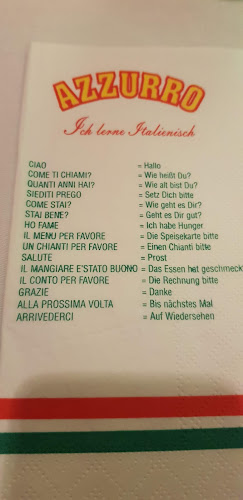 AZZURRO
Ich lerne Italienisch
CIAO = Hallo
COME TI CHIAMI? = Wie heißt Du?
QUANTI ANNI HAI? = Wie alt bist Du?
SIEDITI PREGO = Setz Dich bitte
COME STAI? = Wie geht es Dir?
STAI BENE? = Geht es Dir gut?
HO FAME = Ich habe Hunger
IL MENU PER FAVORE = Die Speisekarte bitte
UN CHIANTI PER FAVORE = Einen Chianti bitte
SALUTE = Prost
IL MANGIARE E'STATO BUONO = Das Essen hat geschmeckt
IL CONTO PER FAVORE = Die Rechnung bitte
GRAZIE = Danke
ALLA PROSSIMA VOLTA = Bis nächstes Mal
ARRIVEDERCI = Auf Wiedersehen